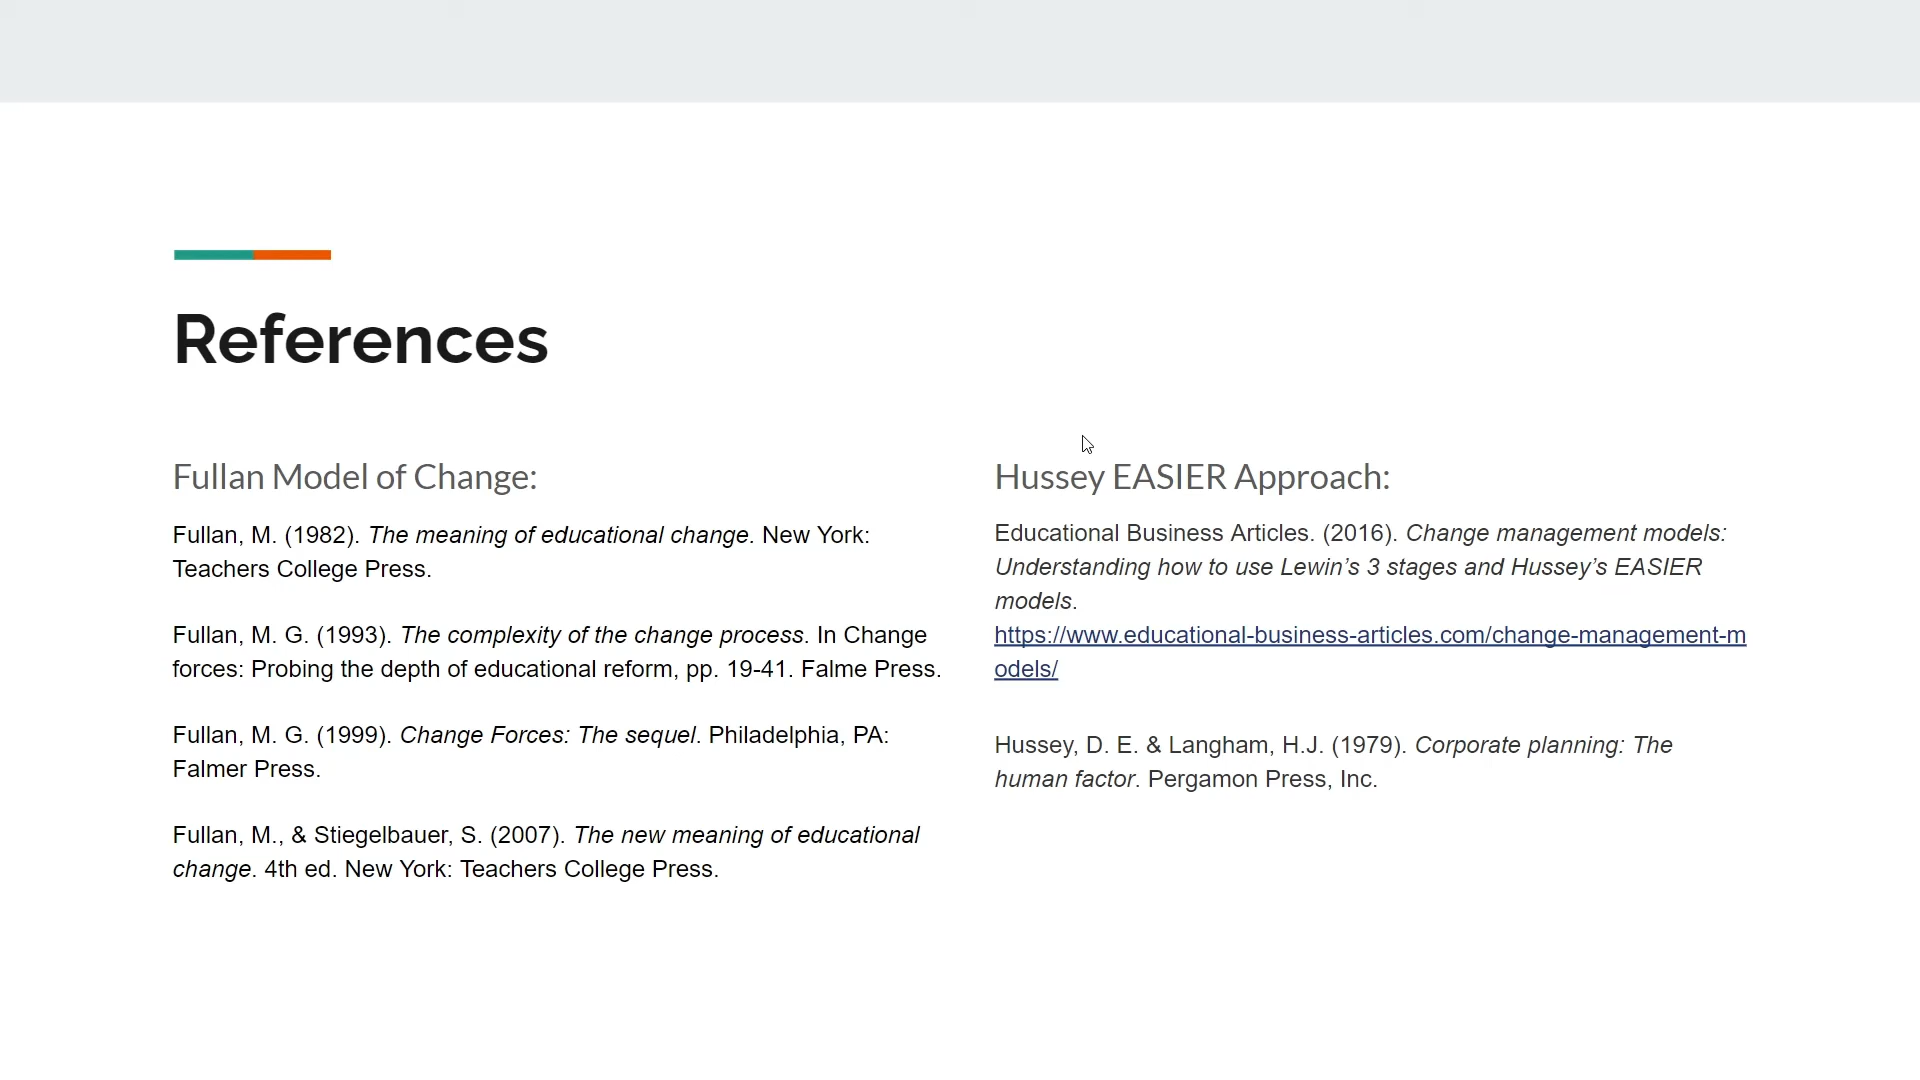 References
Fullan Model of Change:
Fullan, M. (1982). The meaning of educational change. New York:
Teachers College Press.
Fullan, M. G. (1993). The complexity of the change process. In Change
forces: Probing the depth of educational reform, pp. 19-41. Falme Press.
Fullan, M. G. (1999). Change Forces: The sequel. Philadelphia, PA:
Falmer Press.
Fullan, M., & Stiegelbauer, S. (2007). The new meaning of educational
change. 4th ed. New York: Teachers College Press.
Hussey EASIER Approach:
Educational Business Articles. (2016). Change management models:
Understanding how to use Lewin’s 3 stages and Hussey’s EASIER
models.
https://www.educational-business-articles.com/change-management-m
odels/
Hussey, D. E. & Langham, H.J. (1979). Corporate planning: The
human factor. Pergamon Press, Inc.